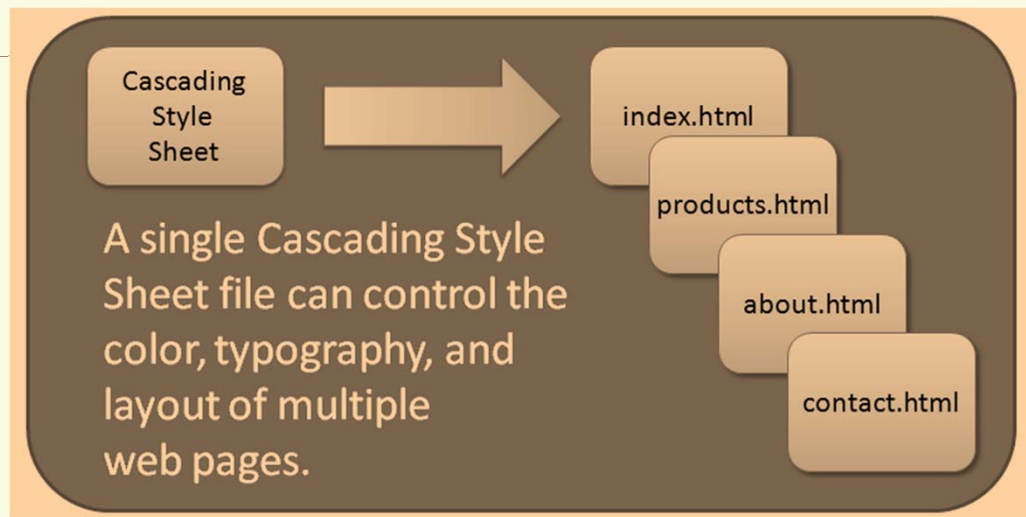 Cascading
Style
Sheet
index.html
products.html
about.html
contact.html
A single Cascading Style
Sheet file can control the
color, typography, and
layout of multiple
web pages.